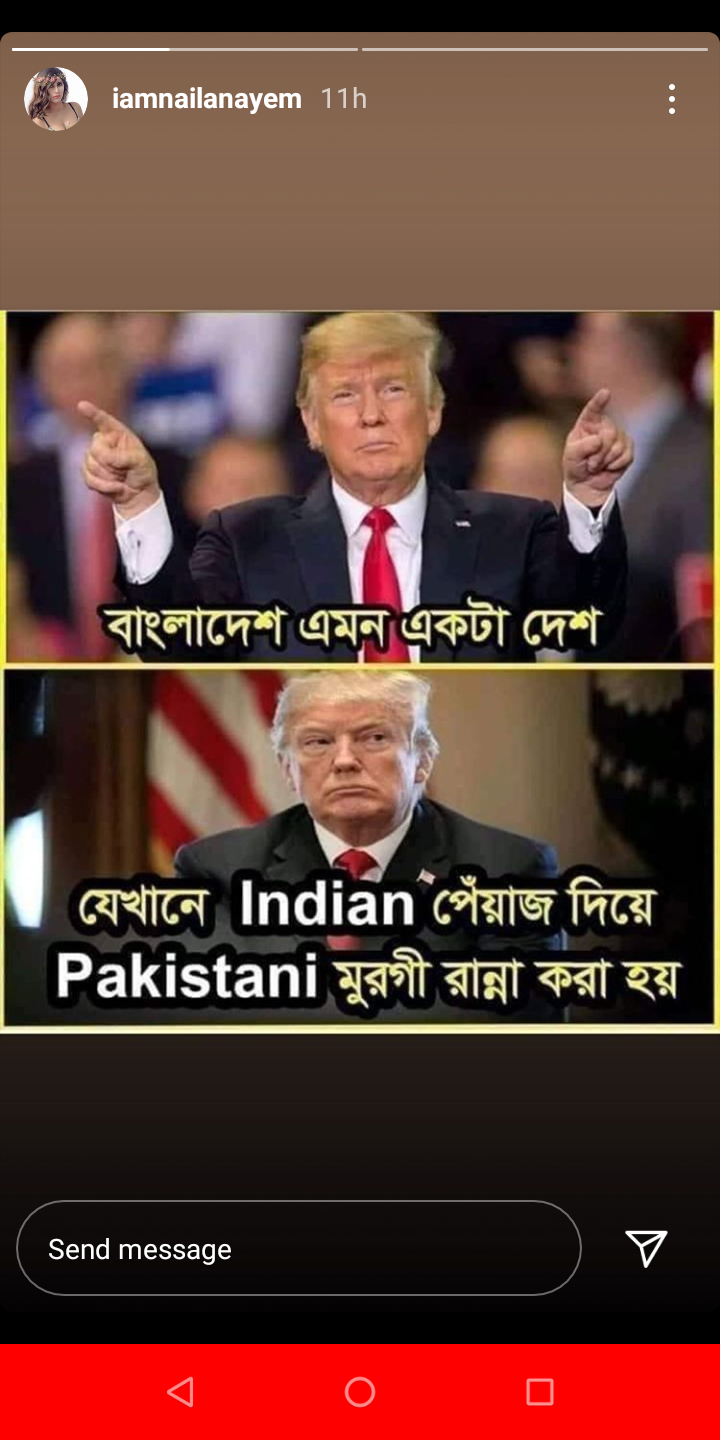 iamnailanayem 11h
বাংলাদেশ এমন একটা দেশ
যেখানে Indian পেঁয়াজ দিয়ে
Pakistani মুরগী রান্না করা হয়
Send message